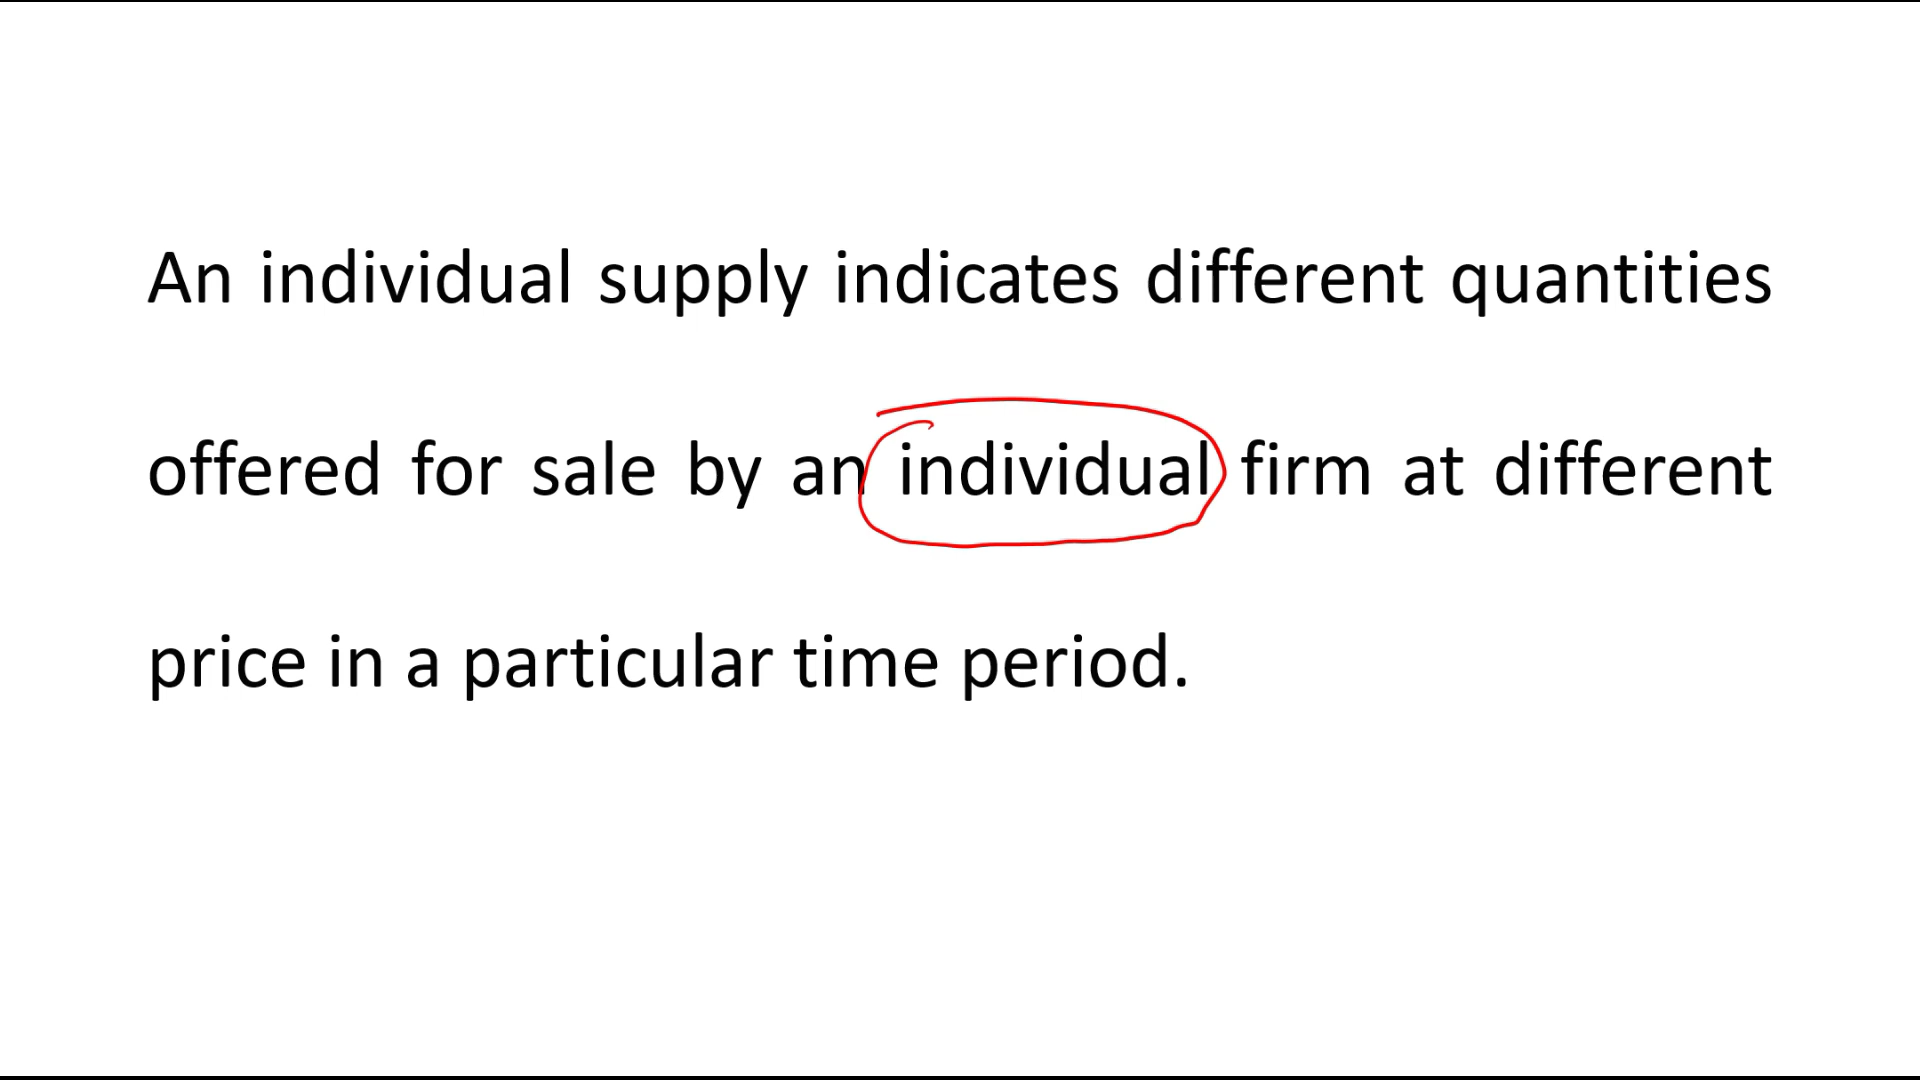 An individual supply indicates different quantities
offered for sale by an individual firm at different
price in a particular time period.